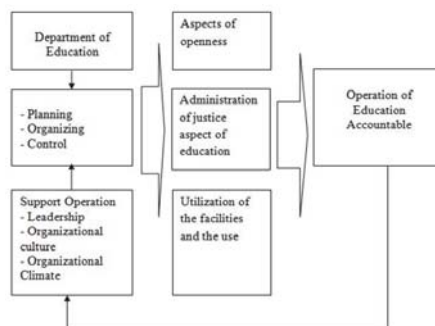 Department of
Education
- Planning
- Organizing
- Control
Support Operation
- Leadership
- Organizational
culture
- Organizational
Climate
Aspects of
openness
Administration
of justice
aspect of
education
Utilization of
the facilities
and the use
Operation of
Education
Accountable